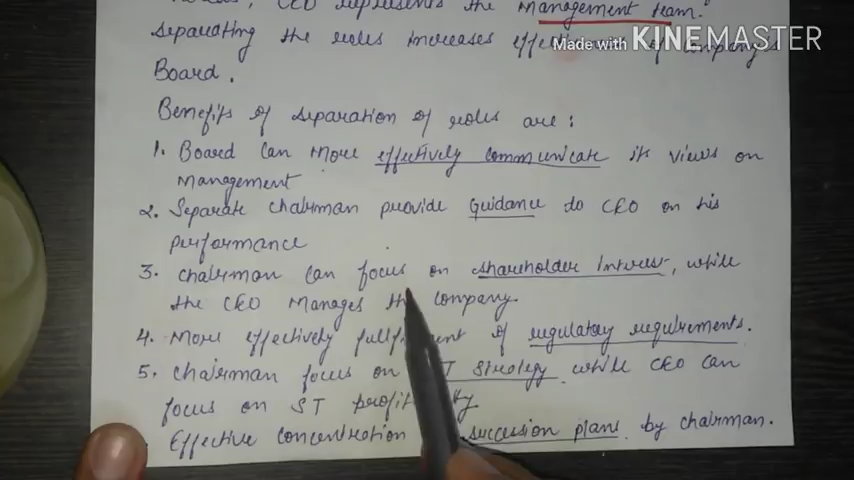 CEO represents the Management team.
Separating the roles increases of company's
Made with KINEMASTER
Board.
Benefits of separation of roles are:
1. Board can more effectively communicate its views on
Management
2. Separate chairman provide Guidance to CEO on his
performance
3. Chairman can focus on shareholder Interest, while
the CEO Manages the company.
4. More effectively of regulatory requirements.
5. Chairman focus on Strategy while CEO can
focus on ST
Effective concentration succession plans by chairman.